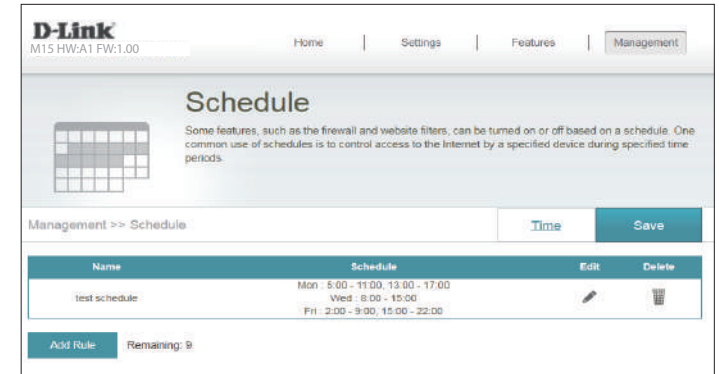 D-Link
M15 HW:A1 FW:1.00
Home | Settings | Features | Management
Schedule
Some features, such as the firewall and website filters, can be turned on or off based on a schedule. One
common use of schedules is to control access to the Internet by a specified device during specified time
periods.
Management >> Schedule
Time
Save
Name Schedule Edit Delete
test schedule
Mon : 5:00 - 11:00, 13:00 - 17:00
Wed : 8:00 - 15:00
Fri : 2:00 - 9:00, 15:00 - 22:00
Add Rule
Remaining: 9